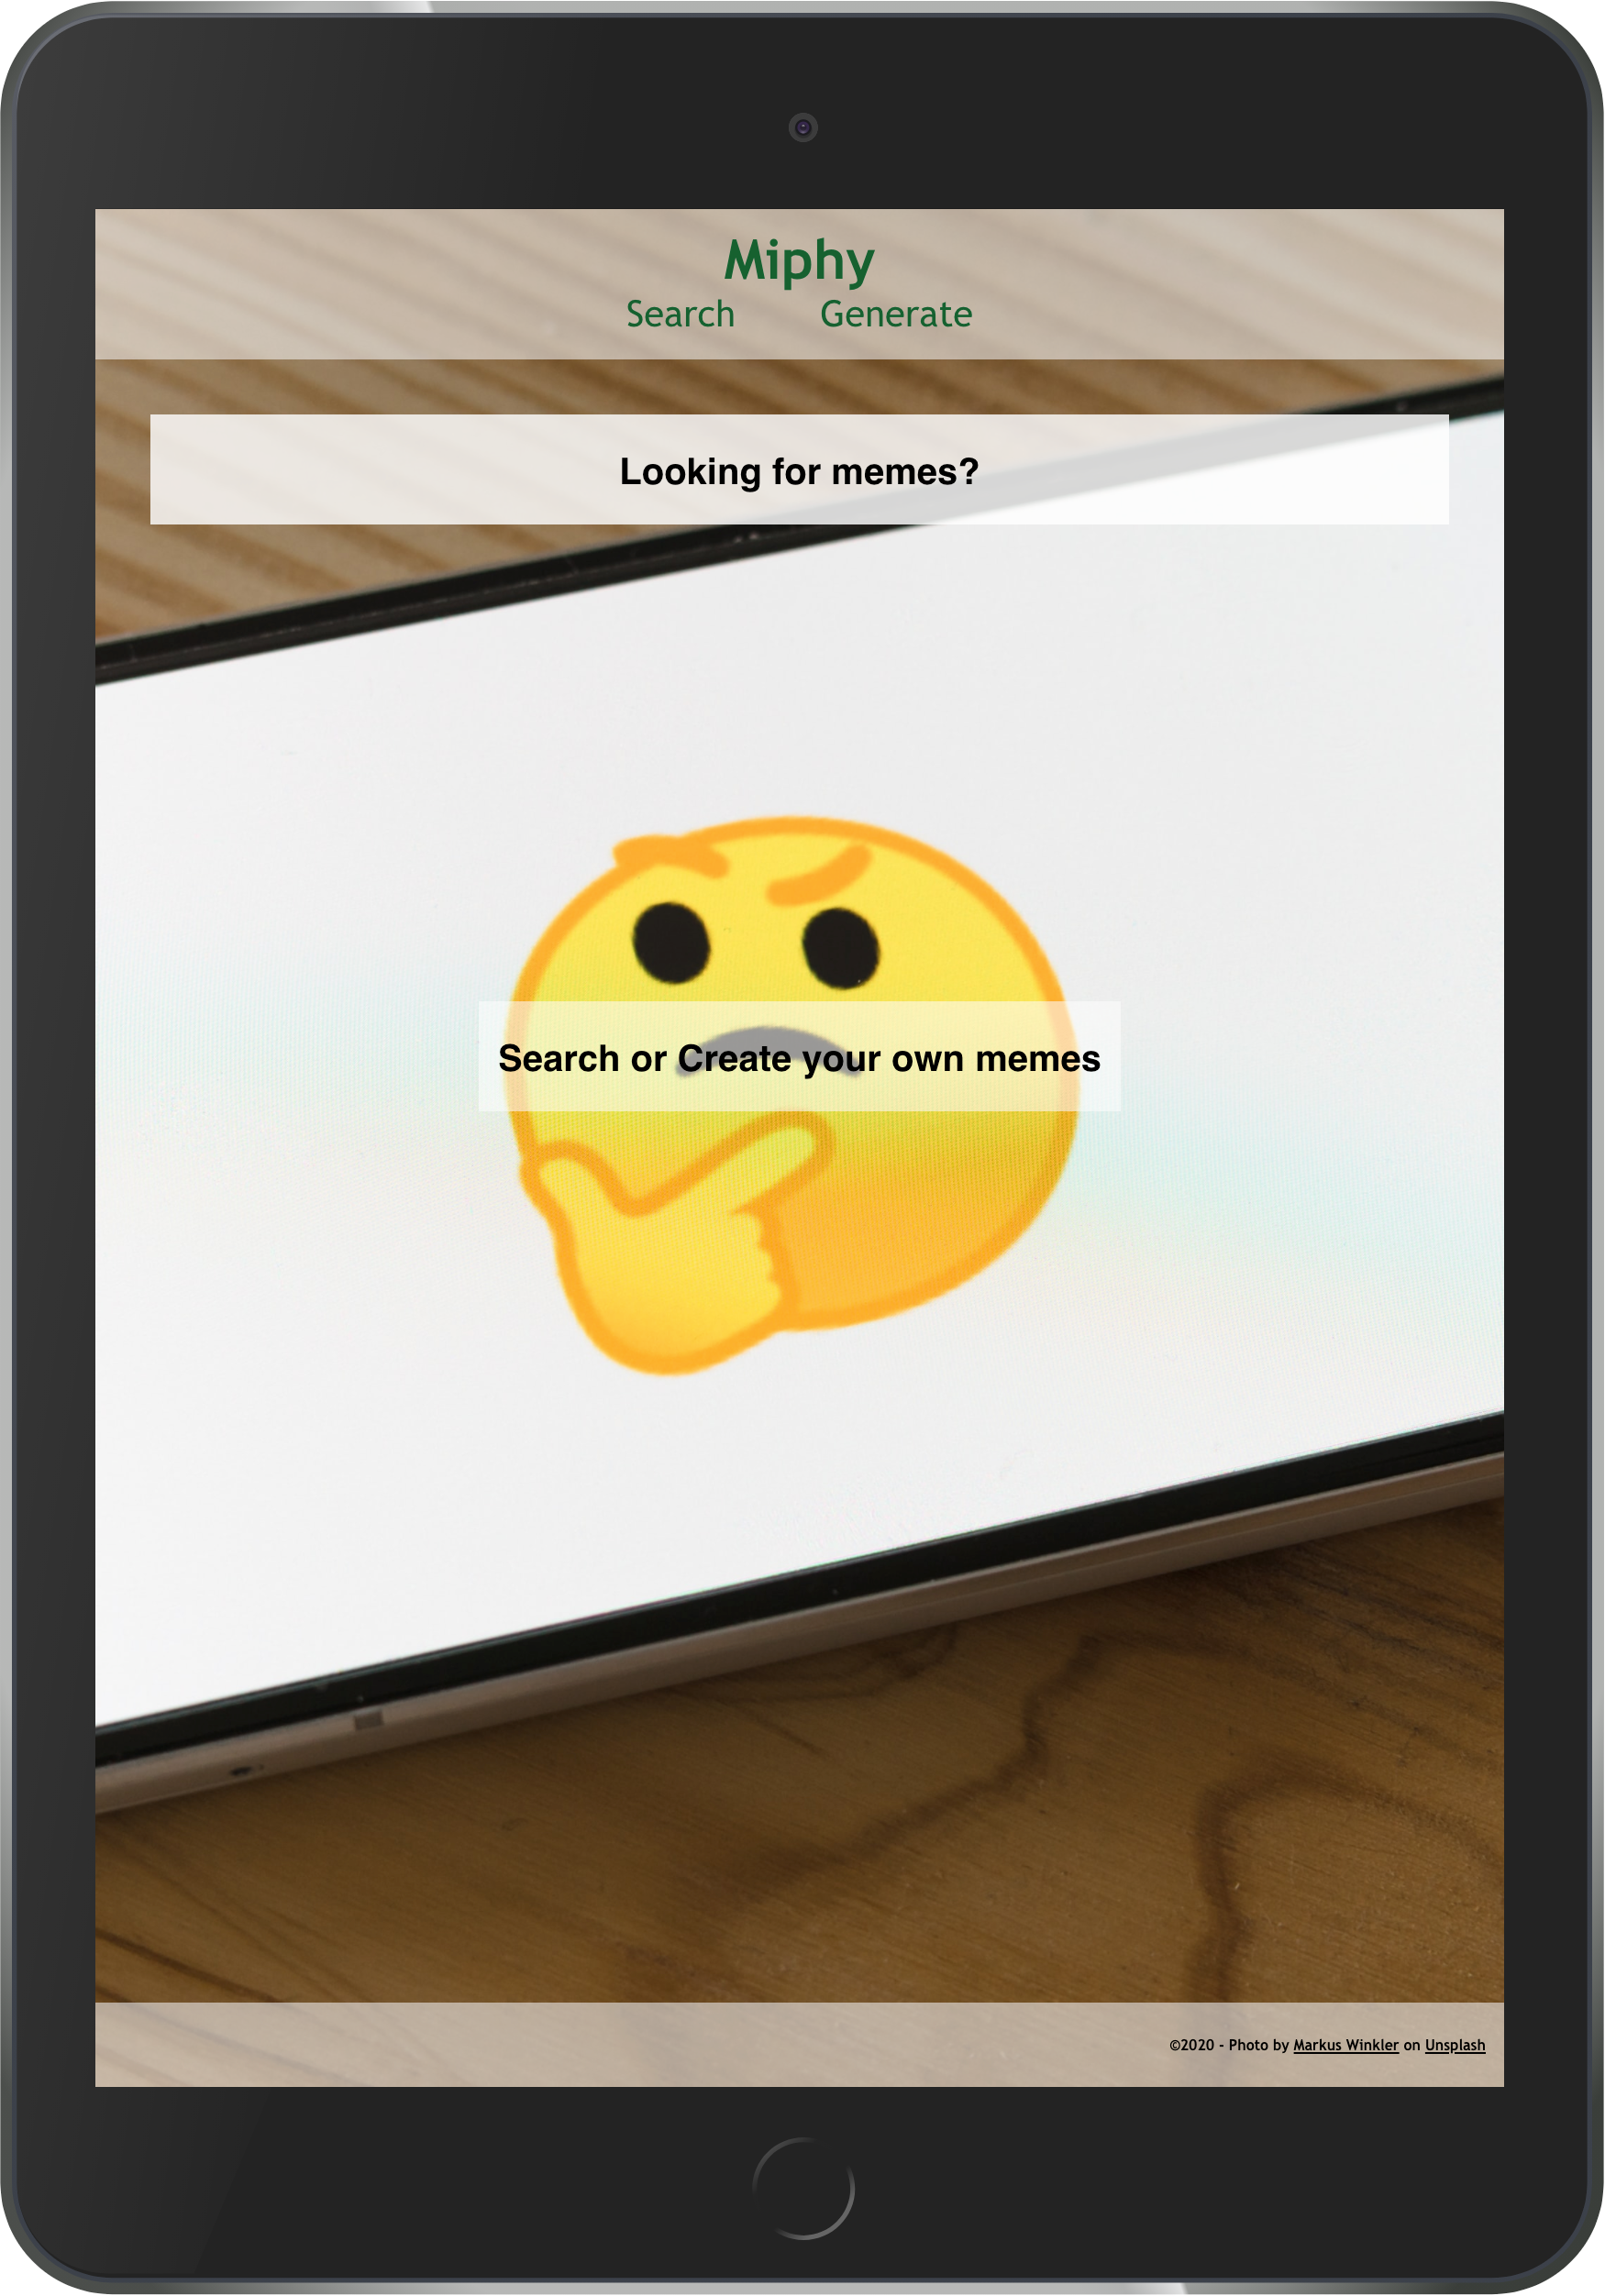 Miphy
Search Generate
Looking for memes?
Search or Create your own memes
©2020 - Photo by Markus Winkler on Unsplash